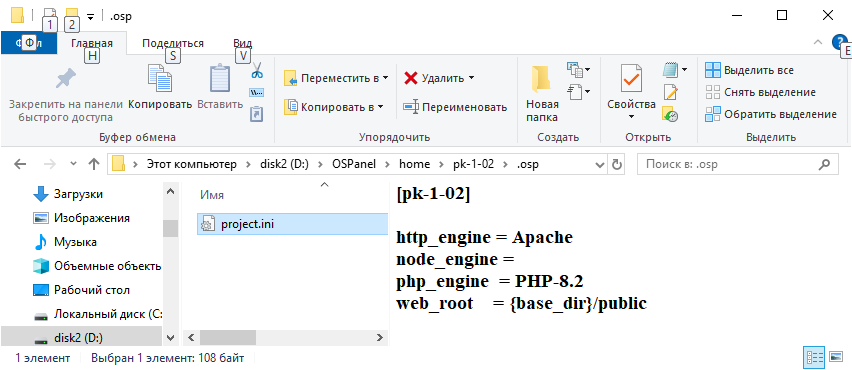 .osp
1
2
Ф
Главная
H
Поделиться
S
Вид
V
E
Закрепить на панели
быстрого доступа
Копировать
Вставить
Буфер обмена
Переместить в
Копировать в
Удалить
Переименовать
Упорядочить
Новая
папка
Создать
Свойства
Открыть
Выделить все
Снять выделение
Обратить выделение
Выделить
Этот компьютер
disk2 (D:)
OSPanel
home
pk-1-02
.osp
Поиск в: .osp
Загрузки
Изображения
Музыка
Объемные объекты
Рабочий стол
Локальный диск (C:
disk2 (D:)
Имя
project.ini
[pk-1-02]
http_engine = Apache
node_engine =
php_engine = PHP-8.2
web_root = {base_dir}/public
1 элемент
Выбран 1 элемент: 108 байт